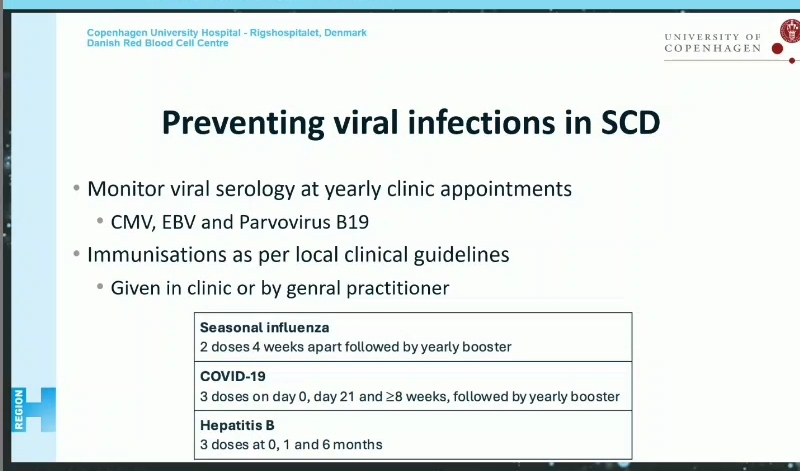 Copenhagen University Hospital - Rigshospitalet, Denmark
Danish Red Blood Cell Centre
UNIVERSITY OF
COPENHAGEN
Preventing viral infections in SCD
• Monitor viral serology at yearly clinic appointments
• CMV, EBV and Parvovirus B19
• Immunisations as per local clinical guidelines
• Given in clinic or by genral practitioner
Seasonal influenza
2 doses 4 weeks apart followed by yearly booster
COVID-19
3 doses on day 0, day 21 and ≥8 weeks, followed by yearly booster
Hepatitis B
3 doses at 0, 1 and 6 months
REGION
H